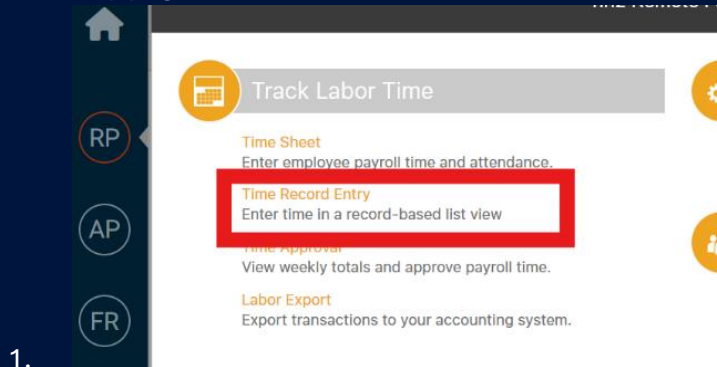 Track Labor Time
RP
Time Sheet
Enter employee payroll time and attendance.
Time Record Entry
Enter time in a record-based list view
AP
Time Approval
View weekly totals and approve payroll time.
Labor Export
FR
Export transactions to your accounting system.
1.